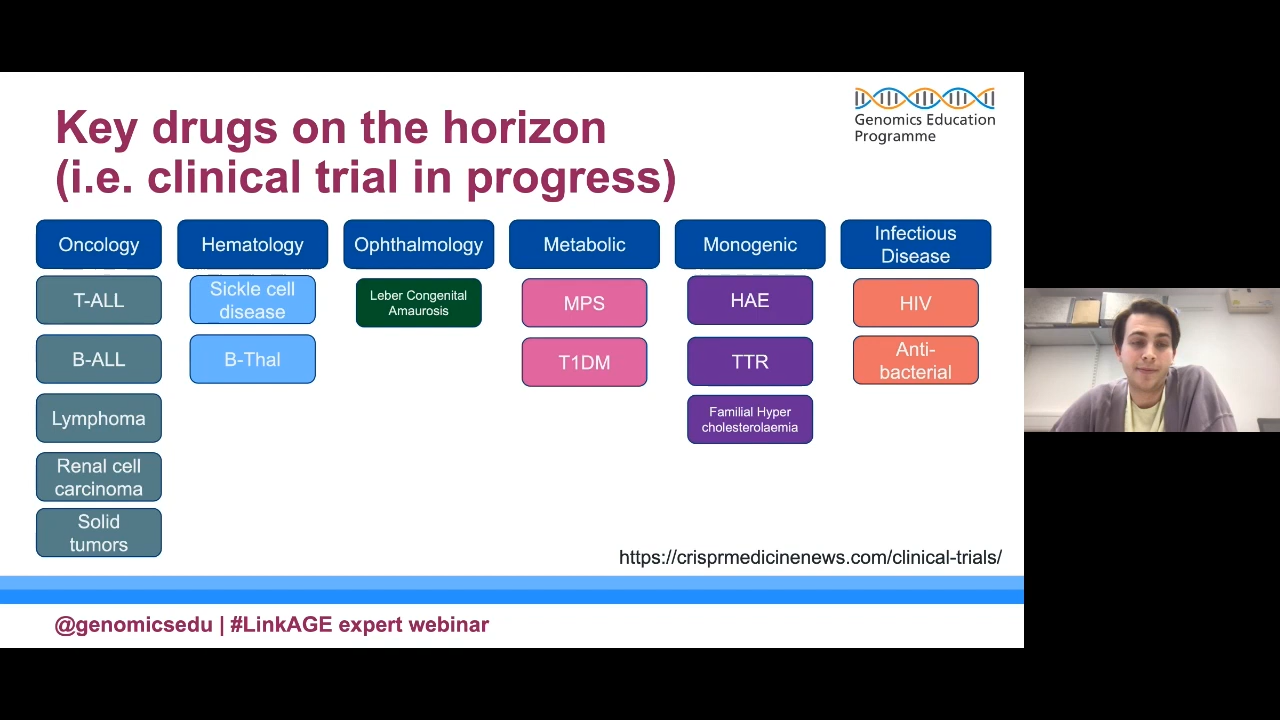 Key drugs on the horizon
(i.e. clinical trial in progress)
Genomics Education
Programme
Oncology
T-ALL
B-ALL
Lymphoma
Renal cell
carcinoma
Solid
tumors
Hematology
Sickle cell
disease
B-Thal
Ophthalmology
Leber Congenital
Amaurosis
Metabolic
MPS
T1DM
Monogenic
HAE
TTR
Familial Hyper
cholesterolaemia
Infectious
Disease
HIV
Anti-
bacterial
https://crisprmedicinenews.com/clinical-trials/
@genomicsedu | #LinkAGE expert webinar